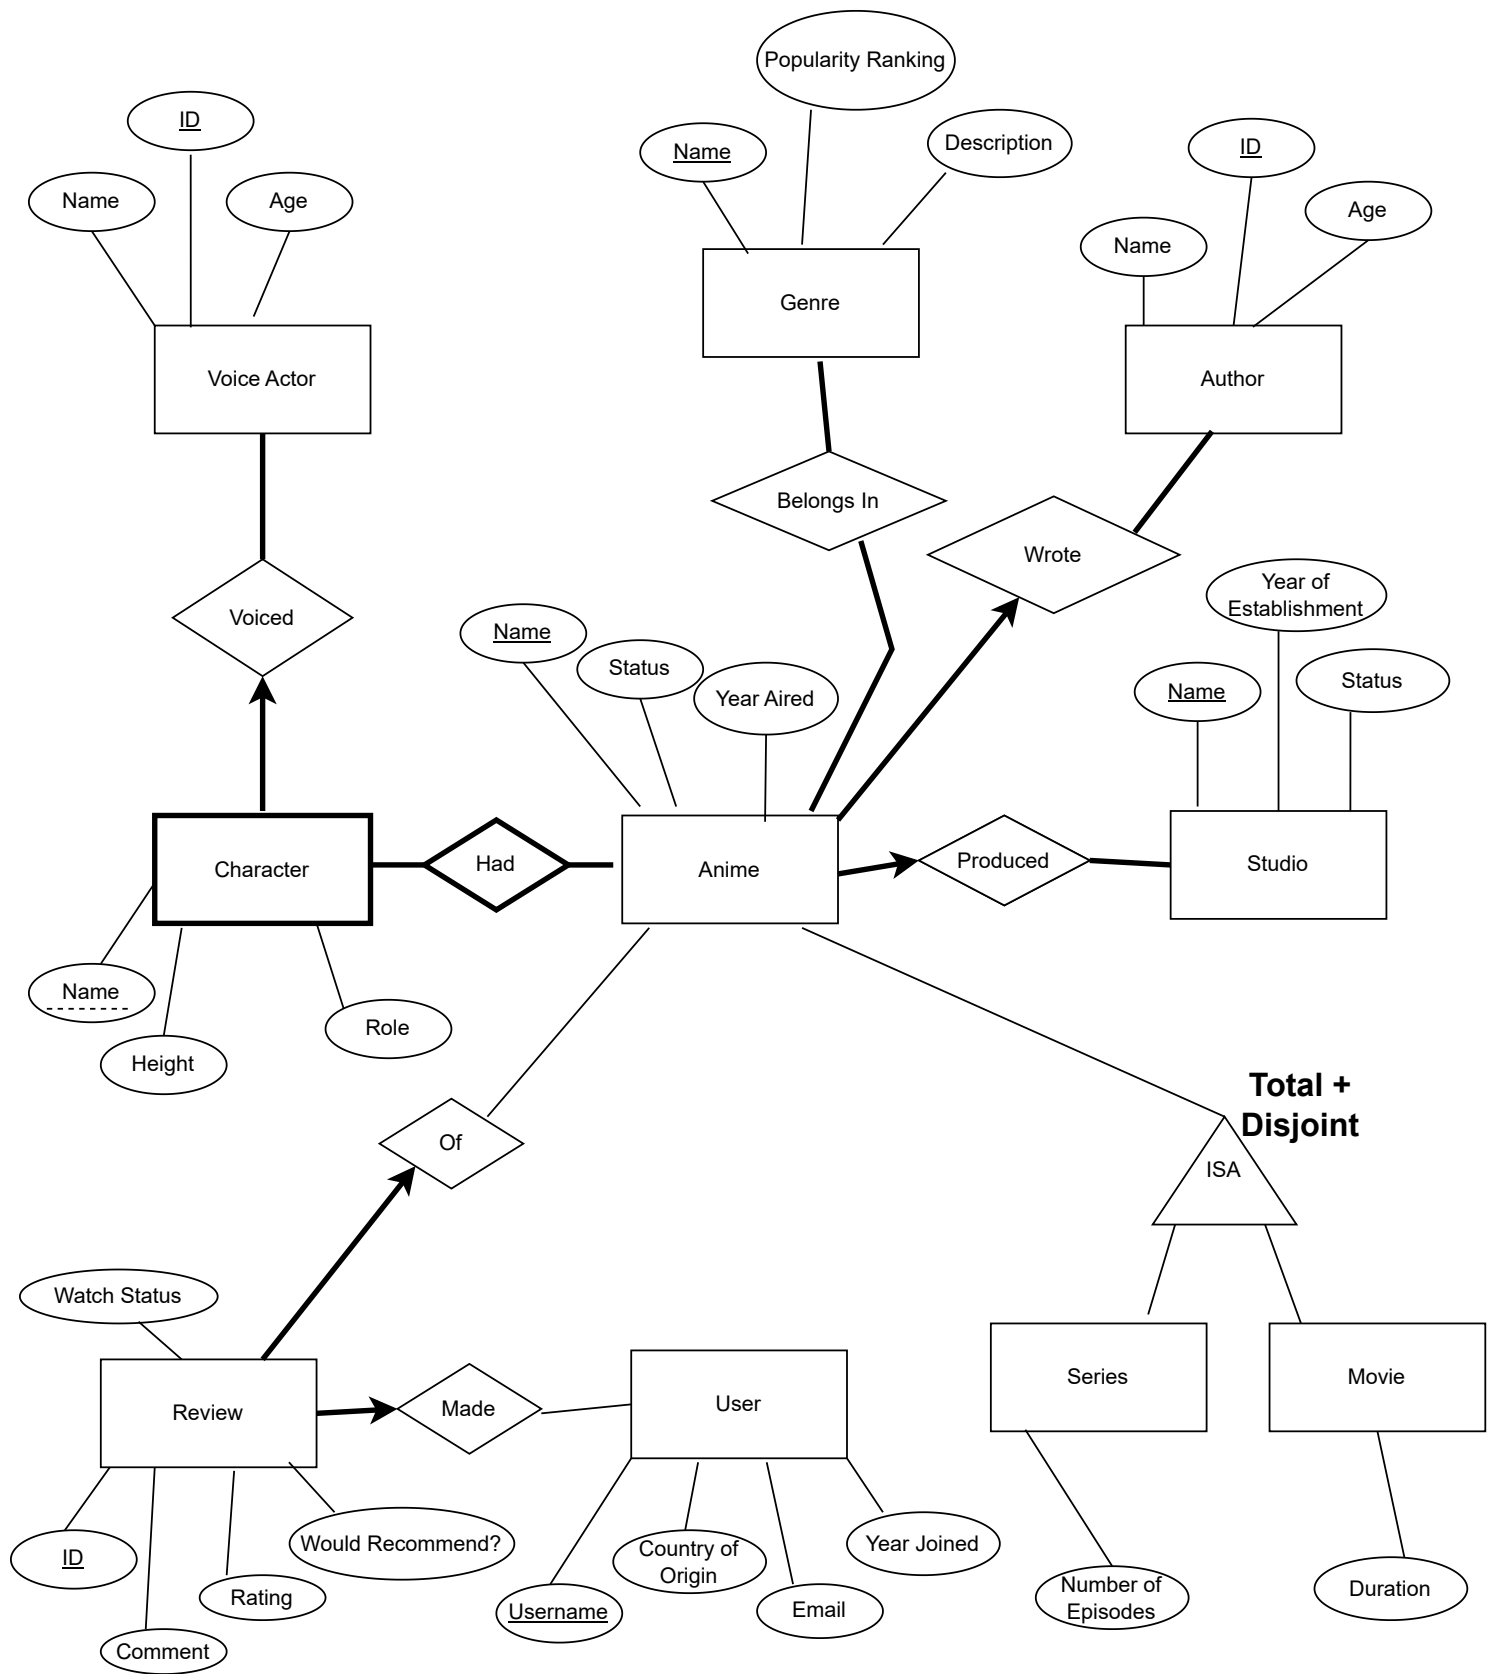 Popularity Ranking
ID
Name
Description
ID
Name
Age
Age
Name
Genre
Voice Actor
Author
Belongs In
Wrote
Year of
Establishment
Voiced
Name
Status
Year Aired
Name
Status
Character
Had
Anime
Produced
Studio
Name
Role
Height
Total +
Disjoint
Of
ISA
Watch Status
Series
Movie
Review
Made
User
ID
Would Recommend?
Rating
Comment
Username
Country of
Origin
Email
Year Joined
Number of
Episodes
Duration